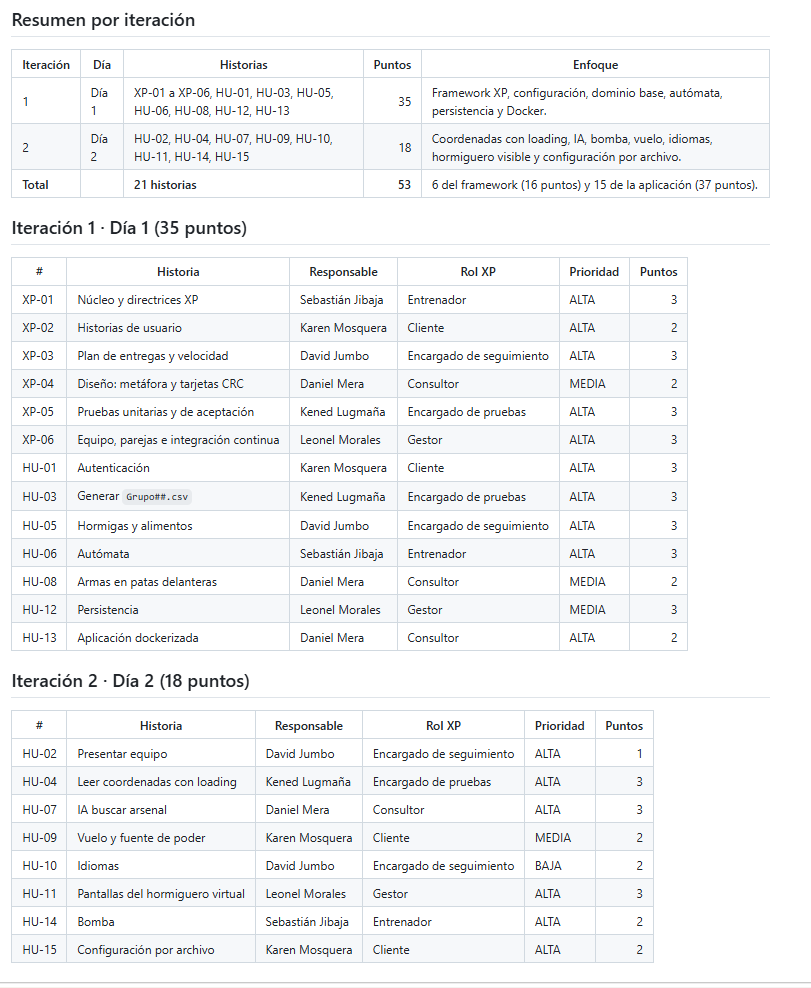 Resumen por iteración
Iteración Día Historias Puntos Enfoque
1 Día 1 XP-01 a XP-06, HU-01, HU-03, HU-05, HU-06, HU-08, HU-12, HU-13 35 Framework XP, configuración, dominio base, autómata, persistencia y Docker.
2 Día 2 HU-02, HU-04, HU-07, HU-09, HU-10, HU-11, HU-14, HU-15 18 Coordenadas con loading, IA, bomba, vuelo, idiomas, hormiguero visible y configuración por archivo.
Total 21 historias 53 6 del framework (16 puntos) y 15 de la aplicación (37 puntos).
Iteración 1 · Día 1 (35 puntos)
# Historia Responsable Rol XP Prioridad Puntos
XP-01 Núcleo y directrices XP Sebastián Jibaja Entrenador ALTA 3
XP-02 Historias de usuario Karen Mosquera Cliente ALTA 2
XP-03 Plan de entregas y velocidad David Jumbo Encargado de seguimiento ALTA 3
XP-04 Diseño: metáfora y tarjetas CRC Daniel Mera Consultor MEDIA 2
XP-05 Pruebas unitarias y de aceptación Kened Lugmaña Encargado de pruebas ALTA 3
XP-06 Equipo, parejas e integración continua Leonel Morales Gestor ALTA 3
HU-01 Autenticación Karen Mosquera Cliente ALTA 3
HU-03 Generar Grupo##.csv Kened Lugmaña Encargado de pruebas ALTA 3
HU-05 Hormigas y alimentos David Jumbo Encargado de seguimiento ALTA 3
HU-06 Autómata Sebastián Jibaja Entrenador ALTA 3
HU-08 Armas en patas delanteras Daniel Mera Consultor MEDIA 2
HU-12 Persistencia Leonel Morales Gestor MEDIA 3
HU-13 Aplicación dockerizada Daniel Mera Consultor ALTA 2
Iteración 2 · Día 2 (18 puntos)
# Historia Responsable Rol XP Prioridad Puntos
HU-02 Presentar equipo David Jumbo Encargado de seguimiento ALTA 1
HU-04 Leer coordenadas con loading Kened Lugmaña Encargado de pruebas ALTA 3
HU-07 IA buscar arsenal Daniel Mera Consultor ALTA 3
HU-09 Vuelo y fuente de poder Karen Mosquera Cliente MEDIA 2
HU-10 Idiomas David Jumbo Encargado de seguimiento BAJA 2
HU-11 Pantallas del hormiguero virtual Leonel Morales Gestor ALTA 3
HU-14 Bomba Sebastián Jibaja Entrenador ALTA 2
HU-15 Configuración por archivo Karen Mosquera Cliente ALTA 2